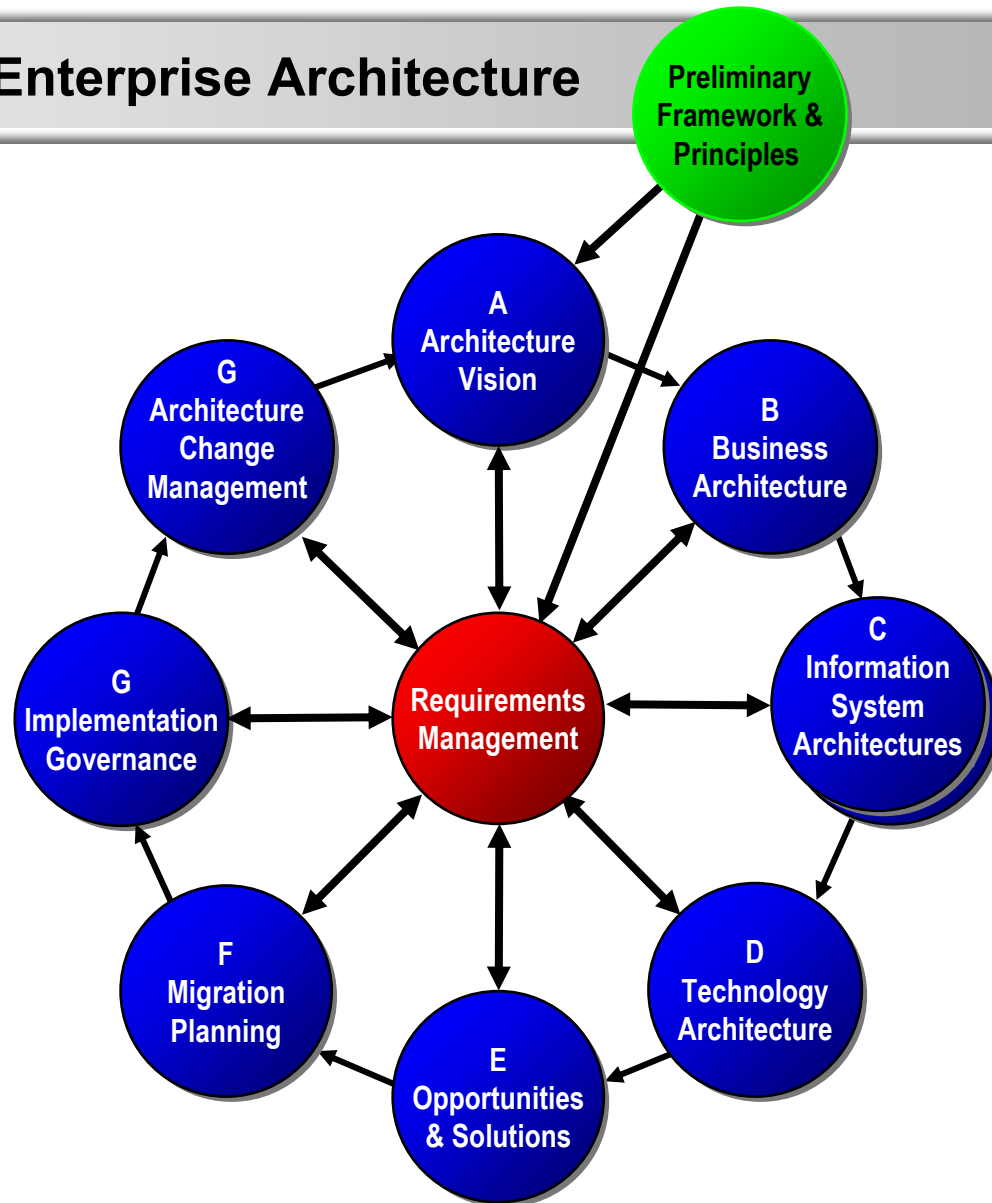 Enterprise Architecture
Preliminary
Framework &
Principles
A
Architecture
Vision
B
Business
Architecture
C
Information
System
Architectures
D
Technology
Architecture
E
Opportunities
& Solutions
F
Migration
Planning
G
Implementation
Governance
G
Architecture
Change
Management
Requirements
Management